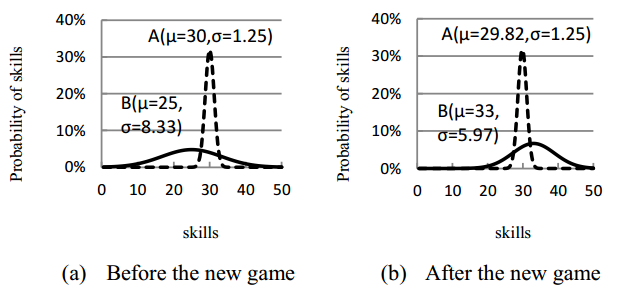 Probability of skills
40%
30%
20%
10%
0%
A(μ=30,σ=1.25)
B(μ=25,
σ=8.33)
0 10 20 30 40 50
skills
(a) Before the new game
Probability of skills
40%
30%
20%
10%
0%
A(μ=29.82,σ=1.25)
B(μ=33,
σ=5.97)
0 10 20 30 40 50
skills
(b) After the new game